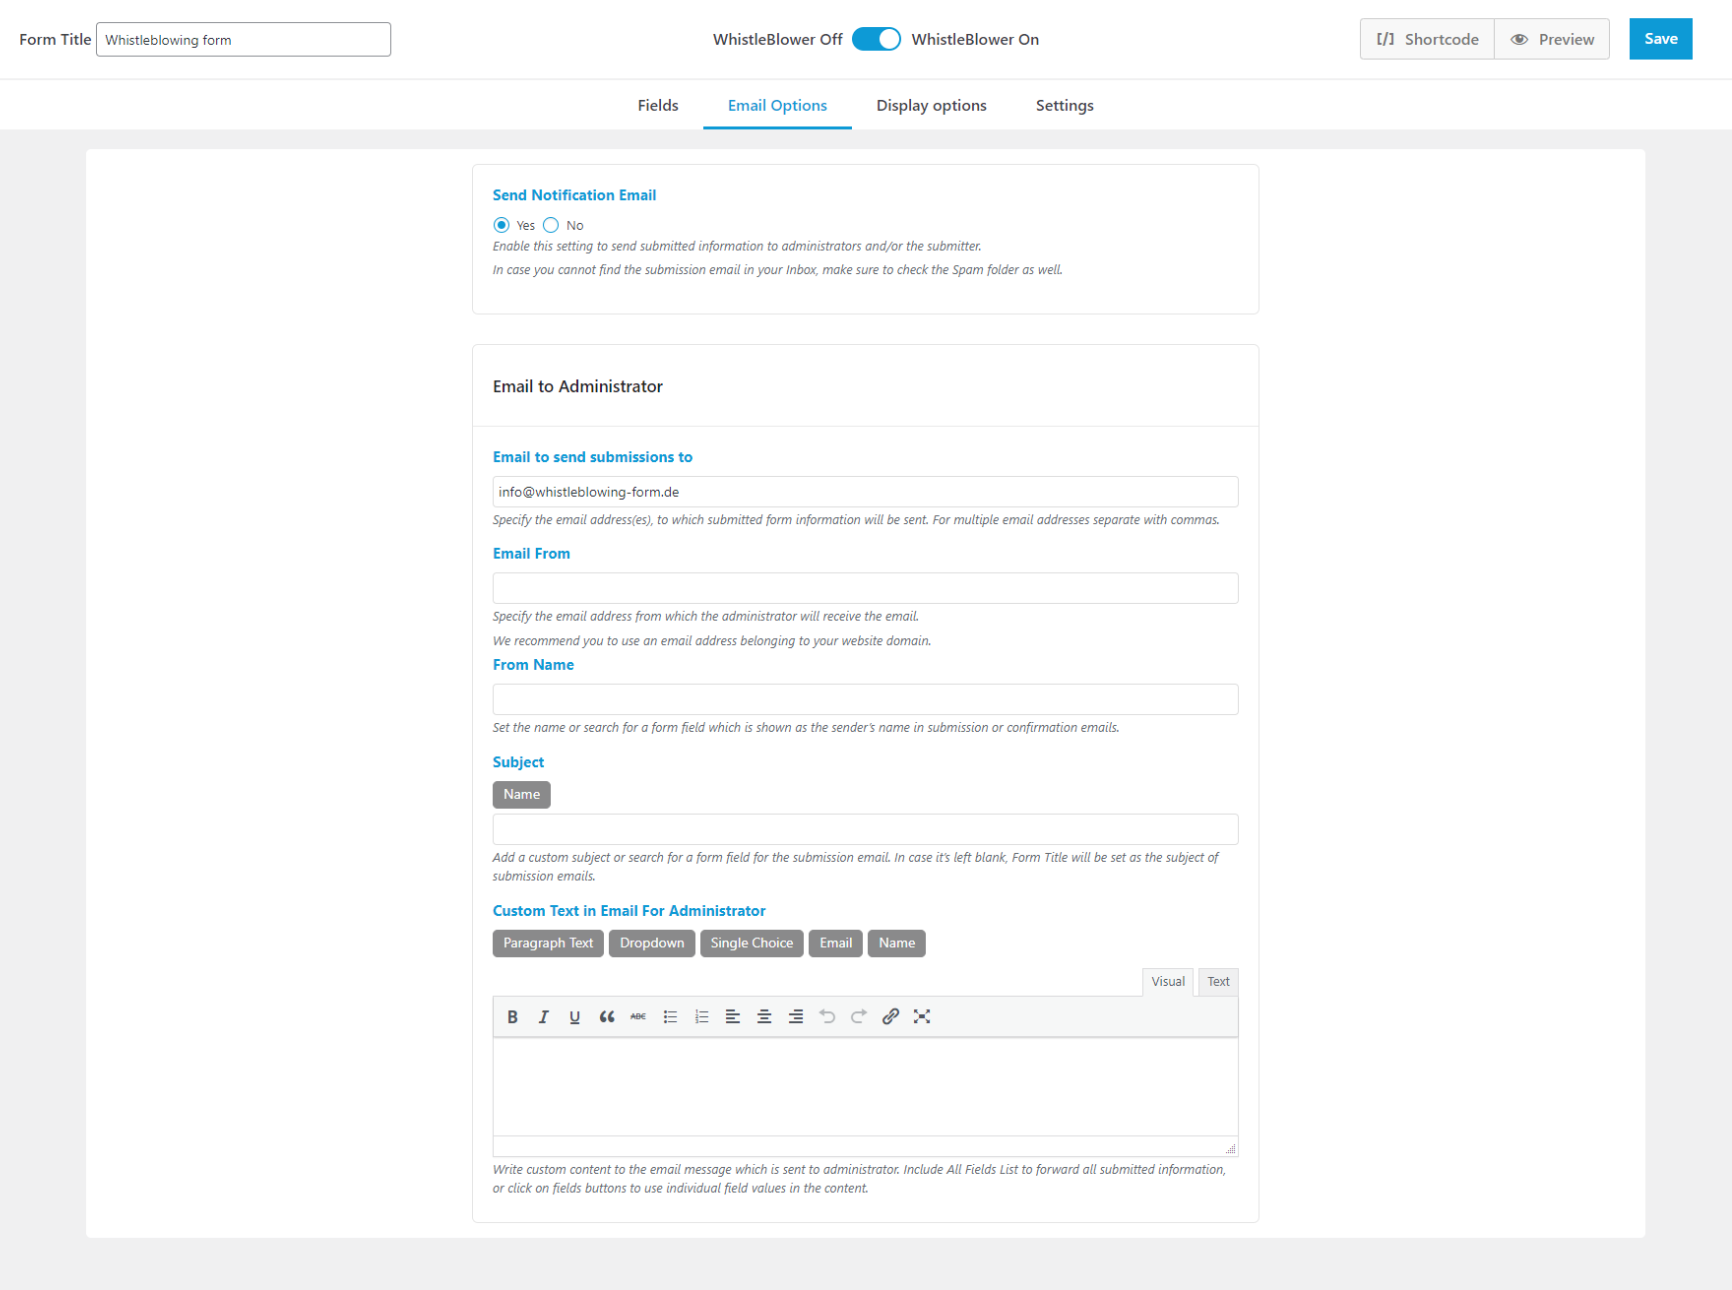 Form Title Whistleblowing form WhistleBlower Off WhistleBlower On [/] Shortcode Preview Save
Fields Email Options Display options Settings
Send Notification Email
Yes No
Enable this setting to send submitted information to administrators and/or the submitter.
In case you cannot find the submission email in your Inbox, make sure to check the Spam folder as well.
Email to Administrator
Email to send submissions to
info@whistleblowing-form.de
Specify the email address(es), to which submitted form information will be sent. For multiple email addresses separate with commas.
Email From
Specify the email address from which the administrator will receive the email.
We recommend you to use an email address belonging to your website domain.
From Name
Set the name or search for a form field which is shown as the sender's name in submission or confirmation emails.
Subject
Name
Add a custom subject or search for a form field for the submission email. In case it's left blank, Form Title will be set as the subject of
submission emails.
Custom Text in Email For Administrator
Paragraph Text Dropdown Single Choice Email Name
Visual Text
B I U ABC
Write custom content to the email message which is sent to administrator. Include All Fields List to forward all submitted information,
or click on fields buttons to use individual field values in the content.